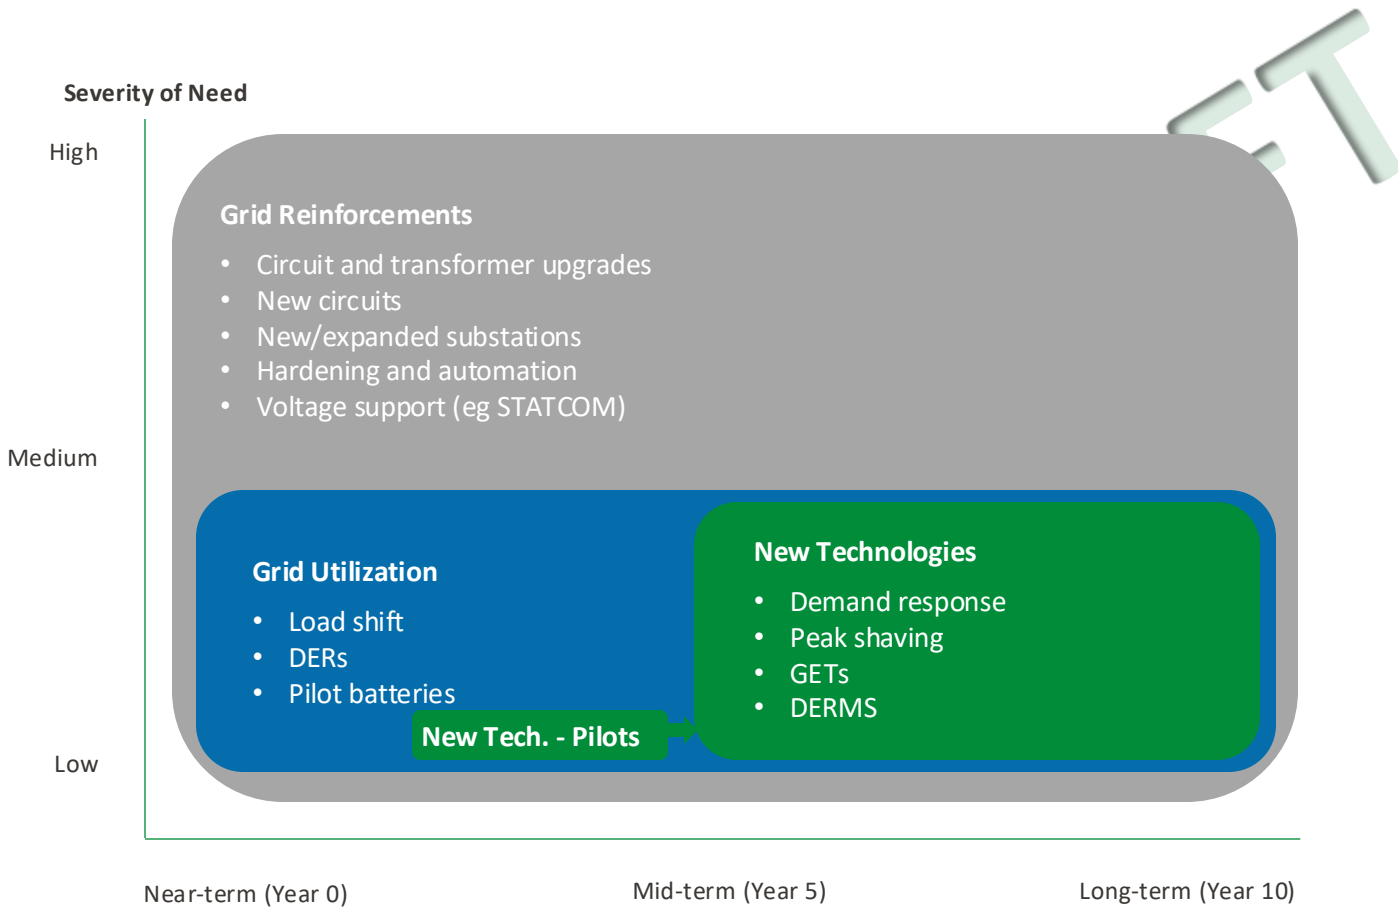 Severity of Need
High
Medium
Low
Grid Reinforcements
• Circuit and transformer upgrades
• New circuits
• New/expanded substations
• Hardening and automation
• Voltage support (eg STATCOM)
Grid Utilization
• Load shift
• DERs
• Pilot batteries
New Tech. - Pilots
New Technologies
• Demand response
• Peak shaving
• GETs
• DERMS
Near-term (Year 0)
Mid-term (Year 5)
Long-term (Year 10)